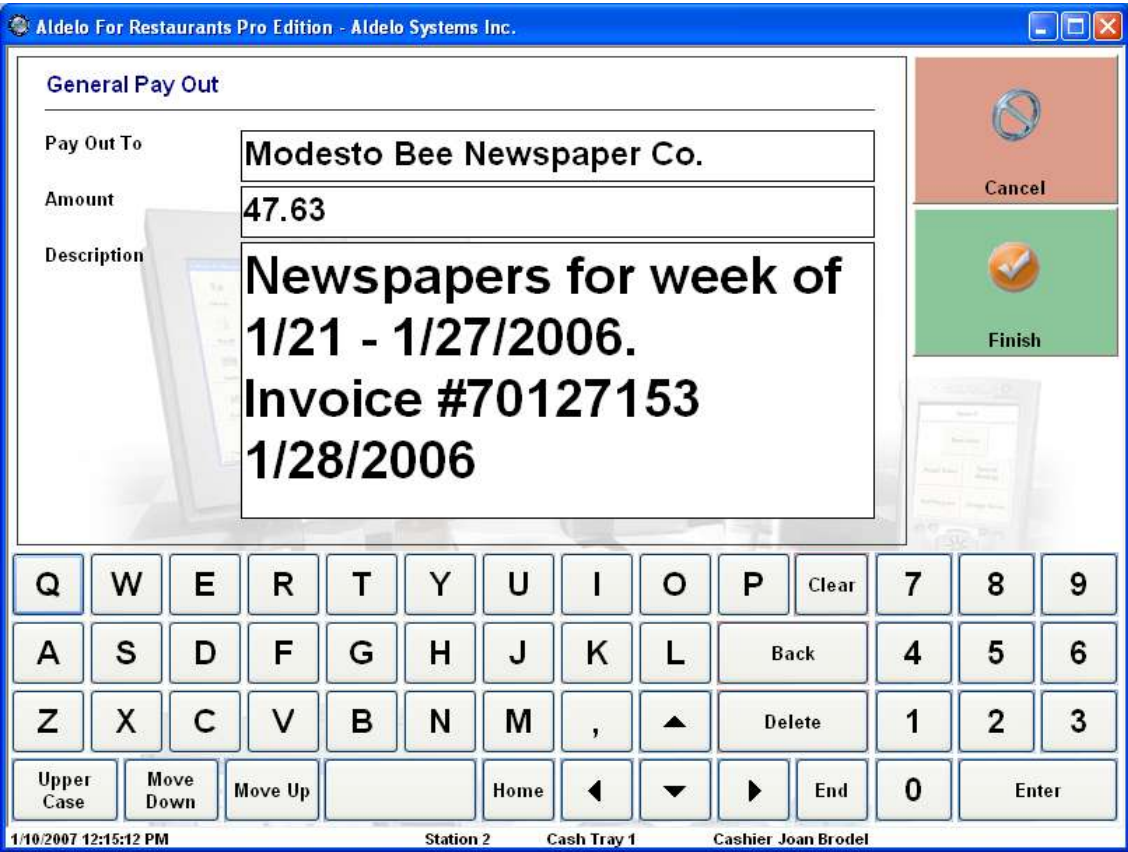 Aldelo For Restaurants Pro Edition - Aldelo Systems Inc.
General Pay Out
Pay Out To
Modesto Bee Newspaper Co.
Amount
47.63
Description
Newspapers for week of
1/21 - 1/27/2006.
Invoice #70127153
1/28/2006
Cancel
Finish
Q W E R T Y U I O P Clear 7 8 9
A S D F G H J K L Back 4 5 6
Z X C V B N M , Delete 1 2 3
Upper Case Move Down Move Up Home End 0 Enter
1/10/2007 12:15:12 PM Station 2 Cash Tray 1 Cashier Joan Brodel